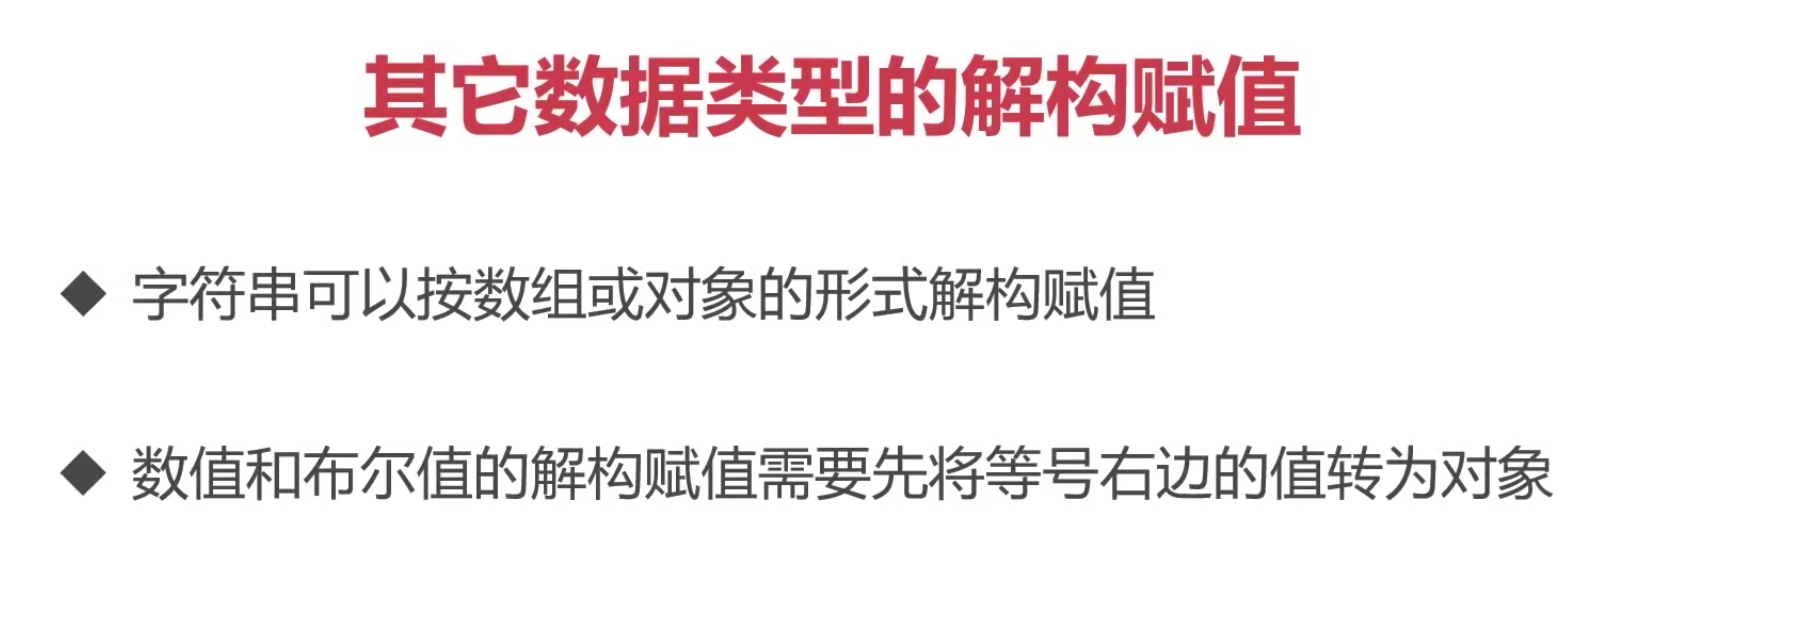 其它数据类型的解构赋值
◆ 字符串可以按数组或对象的形式解构赋值
◆ 数值和布尔值的解构赋值需要先将等号右边的值转为对象